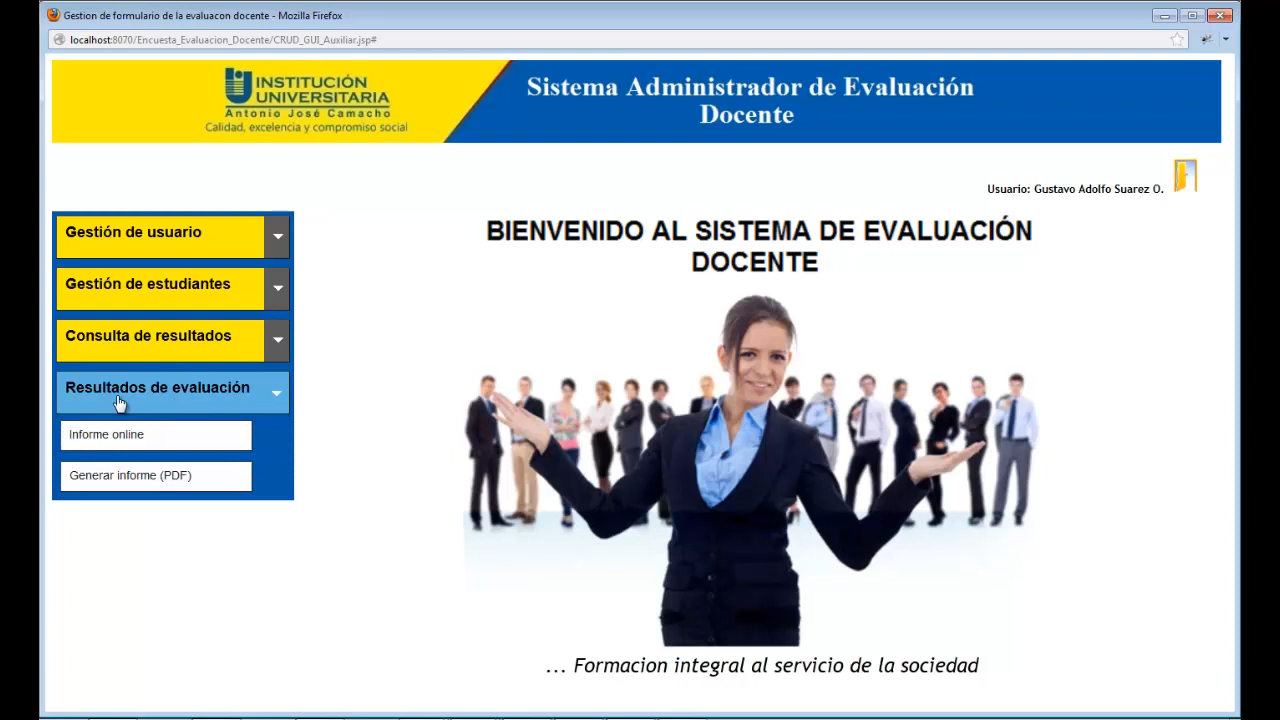 Gestion de formulario de la evaluacon docente - Mozilla Firefox
localhost:8070/Encuesta_Evaluacion_Docente/CRUD_GUI_Auxiliar.jsp#
INSTITUCIÓN
UNIVERSITARIA
Antonio José Camacho
Calidad, excelencia y compromiso social
Sistema Administrador de Evaluación
Docente
Usuario: Gustavo Adolfo Suarez O.
Gestión de usuario
Gestión de estudiantes
Consulta de resultados
Resultados de evaluación
Informe online
Generar informe (PDF)
BIENVENIDO AL SISTEMA DE EVALUACIÓN
DOCENTE
... Formacion integral al servicio de la sociedad